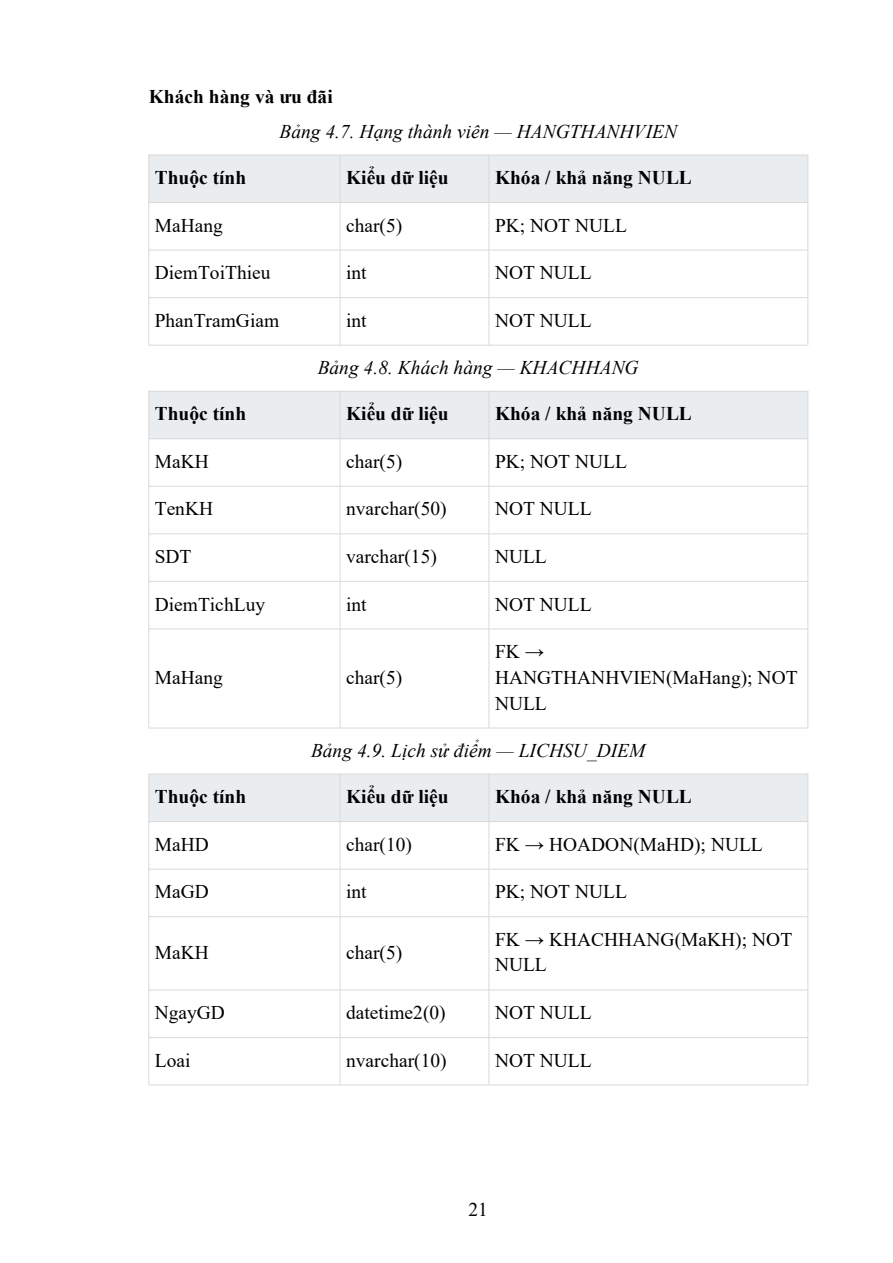 Khách hàng và ưu đãi
Bảng 4.7. Hạng thành viên — HANGTHANHVIEN
Thuộc tính Kiểu dữ liệu Khóa / khả năng NULL
MaHang char(5) PK; NOT NULL
DiemToiThieu int NOT NULL
PhanTramGiam int NOT NULL
Bảng 4.8. Khách hàng — KHACHHANG
Thuộc tính Kiểu dữ liệu Khóa / khả năng NULL
MaKH char(5) PK; NOT NULL
TenKH nvarchar(50) NOT NULL
SDT varchar(15) NULL
DiemTichLuy int NOT NULL
MaHang char(5) FK →
HANGTHANHVIEN(MaHang); NOT
NULL
Bảng 4.9. Lịch sử điểm — LICHSU_DIEM
Thuộc tính Kiểu dữ liệu Khóa / khả năng NULL
MaHD char(10) FK → HOADON(MaHD); NULL
MaGD int PK; NOT NULL
MaKH char(5) FK → KHACHHANG(MaKH); NOT
NULL
NgayGD datetime2(0) NOT NULL
Loai nvarchar(10) NOT NULL
21